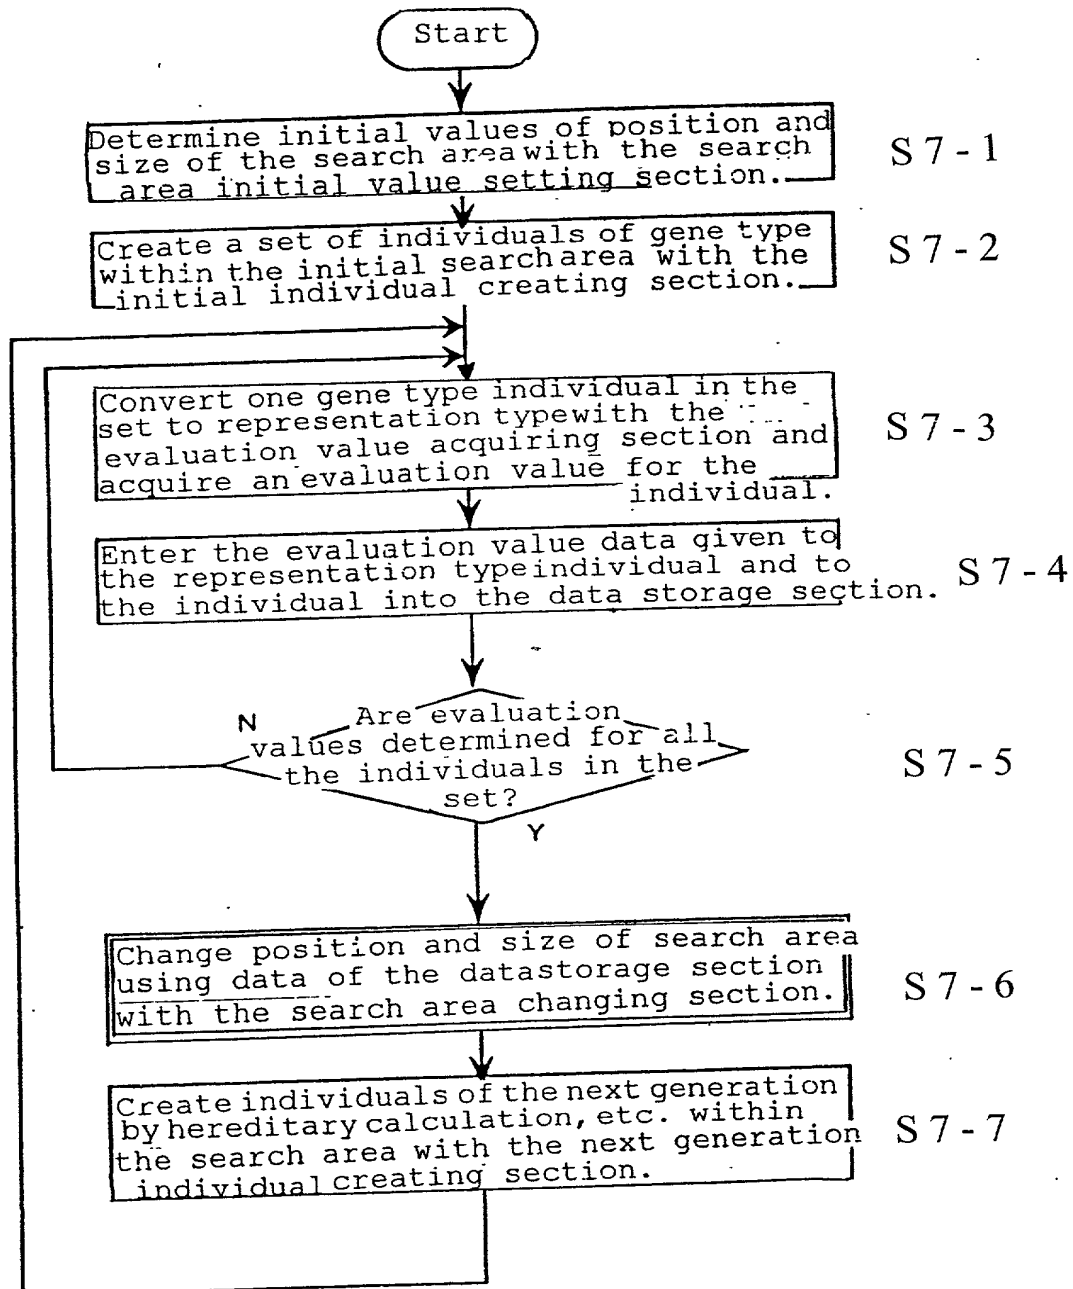 Start
Determine initial values of position and
size of the search area with the search
area initial value setting section.
S7-1
Create a set of individuals of gene type
within the initial search area with the
initial individual creating section.
S7-2
Convert one gene type individual in the
set to representation type with the
evaluation value acquiring section and
acquire an evaluation value for the
individual.
S7-3
Enter the evaluation value data given to
the representation type individual and to
the individual into the data storage section.
S7-4
N
Are evaluation
values determined for all
the individuals in the
set?
S7-5
Y
Change position and size of search area
using data of the data storage section
with the search area changing section.
S7-6
Create individuals of the next generation
by hereditary calculation, etc. within
the search area with the next generation
individual creating section.
S7-7